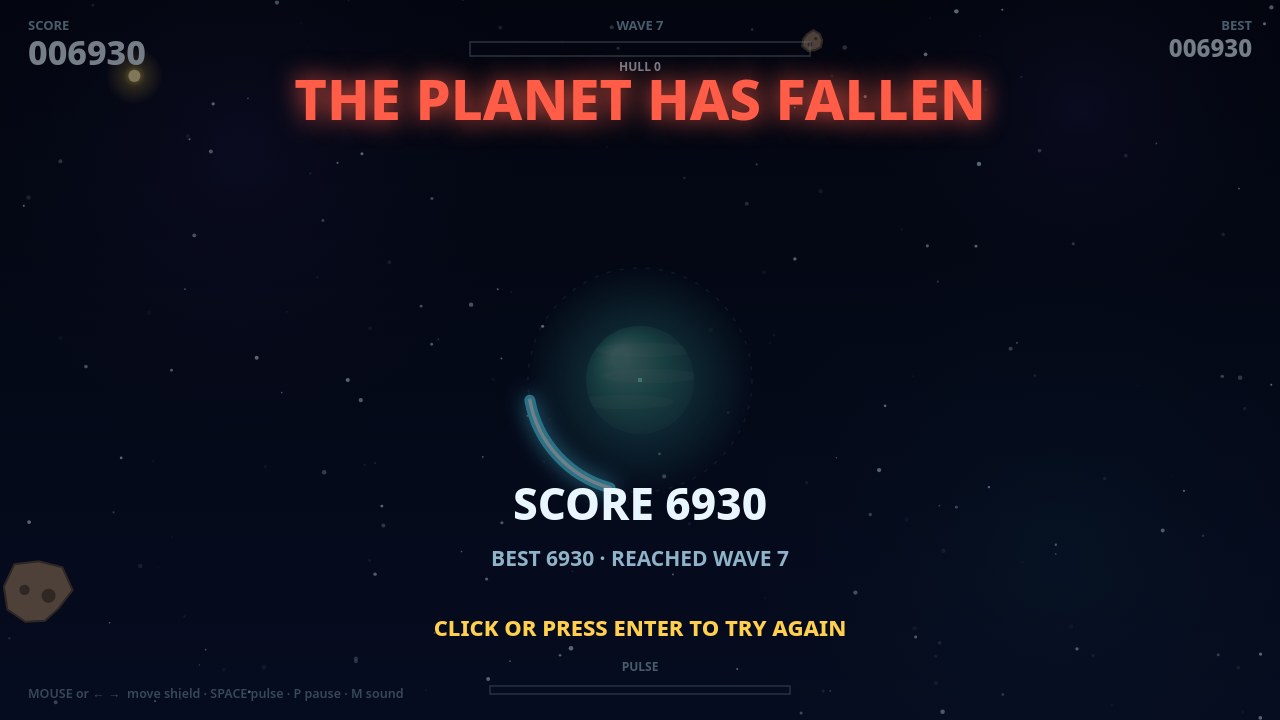 SCORE
006930
WAVE 7
HULL 0
BEST
006930
THE PLANET HAS FALLEN
SCORE 6930
BEST 6930 · REACHED WAVE 7
CLICK OR PRESS ENTER TO TRY AGAIN
PULSE
MOUSE or ← → move shield · SPACE pulse · P pause · M sound